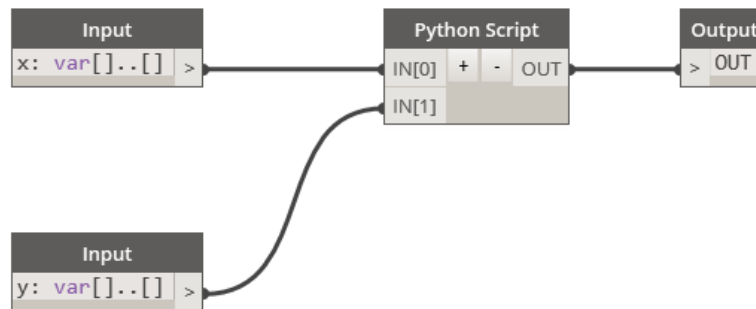 Input
x: var[]..[] >
Python Script
IN[0] + - OUT
IN[1]
Output
> OUT
Input
y: var[]..[] >